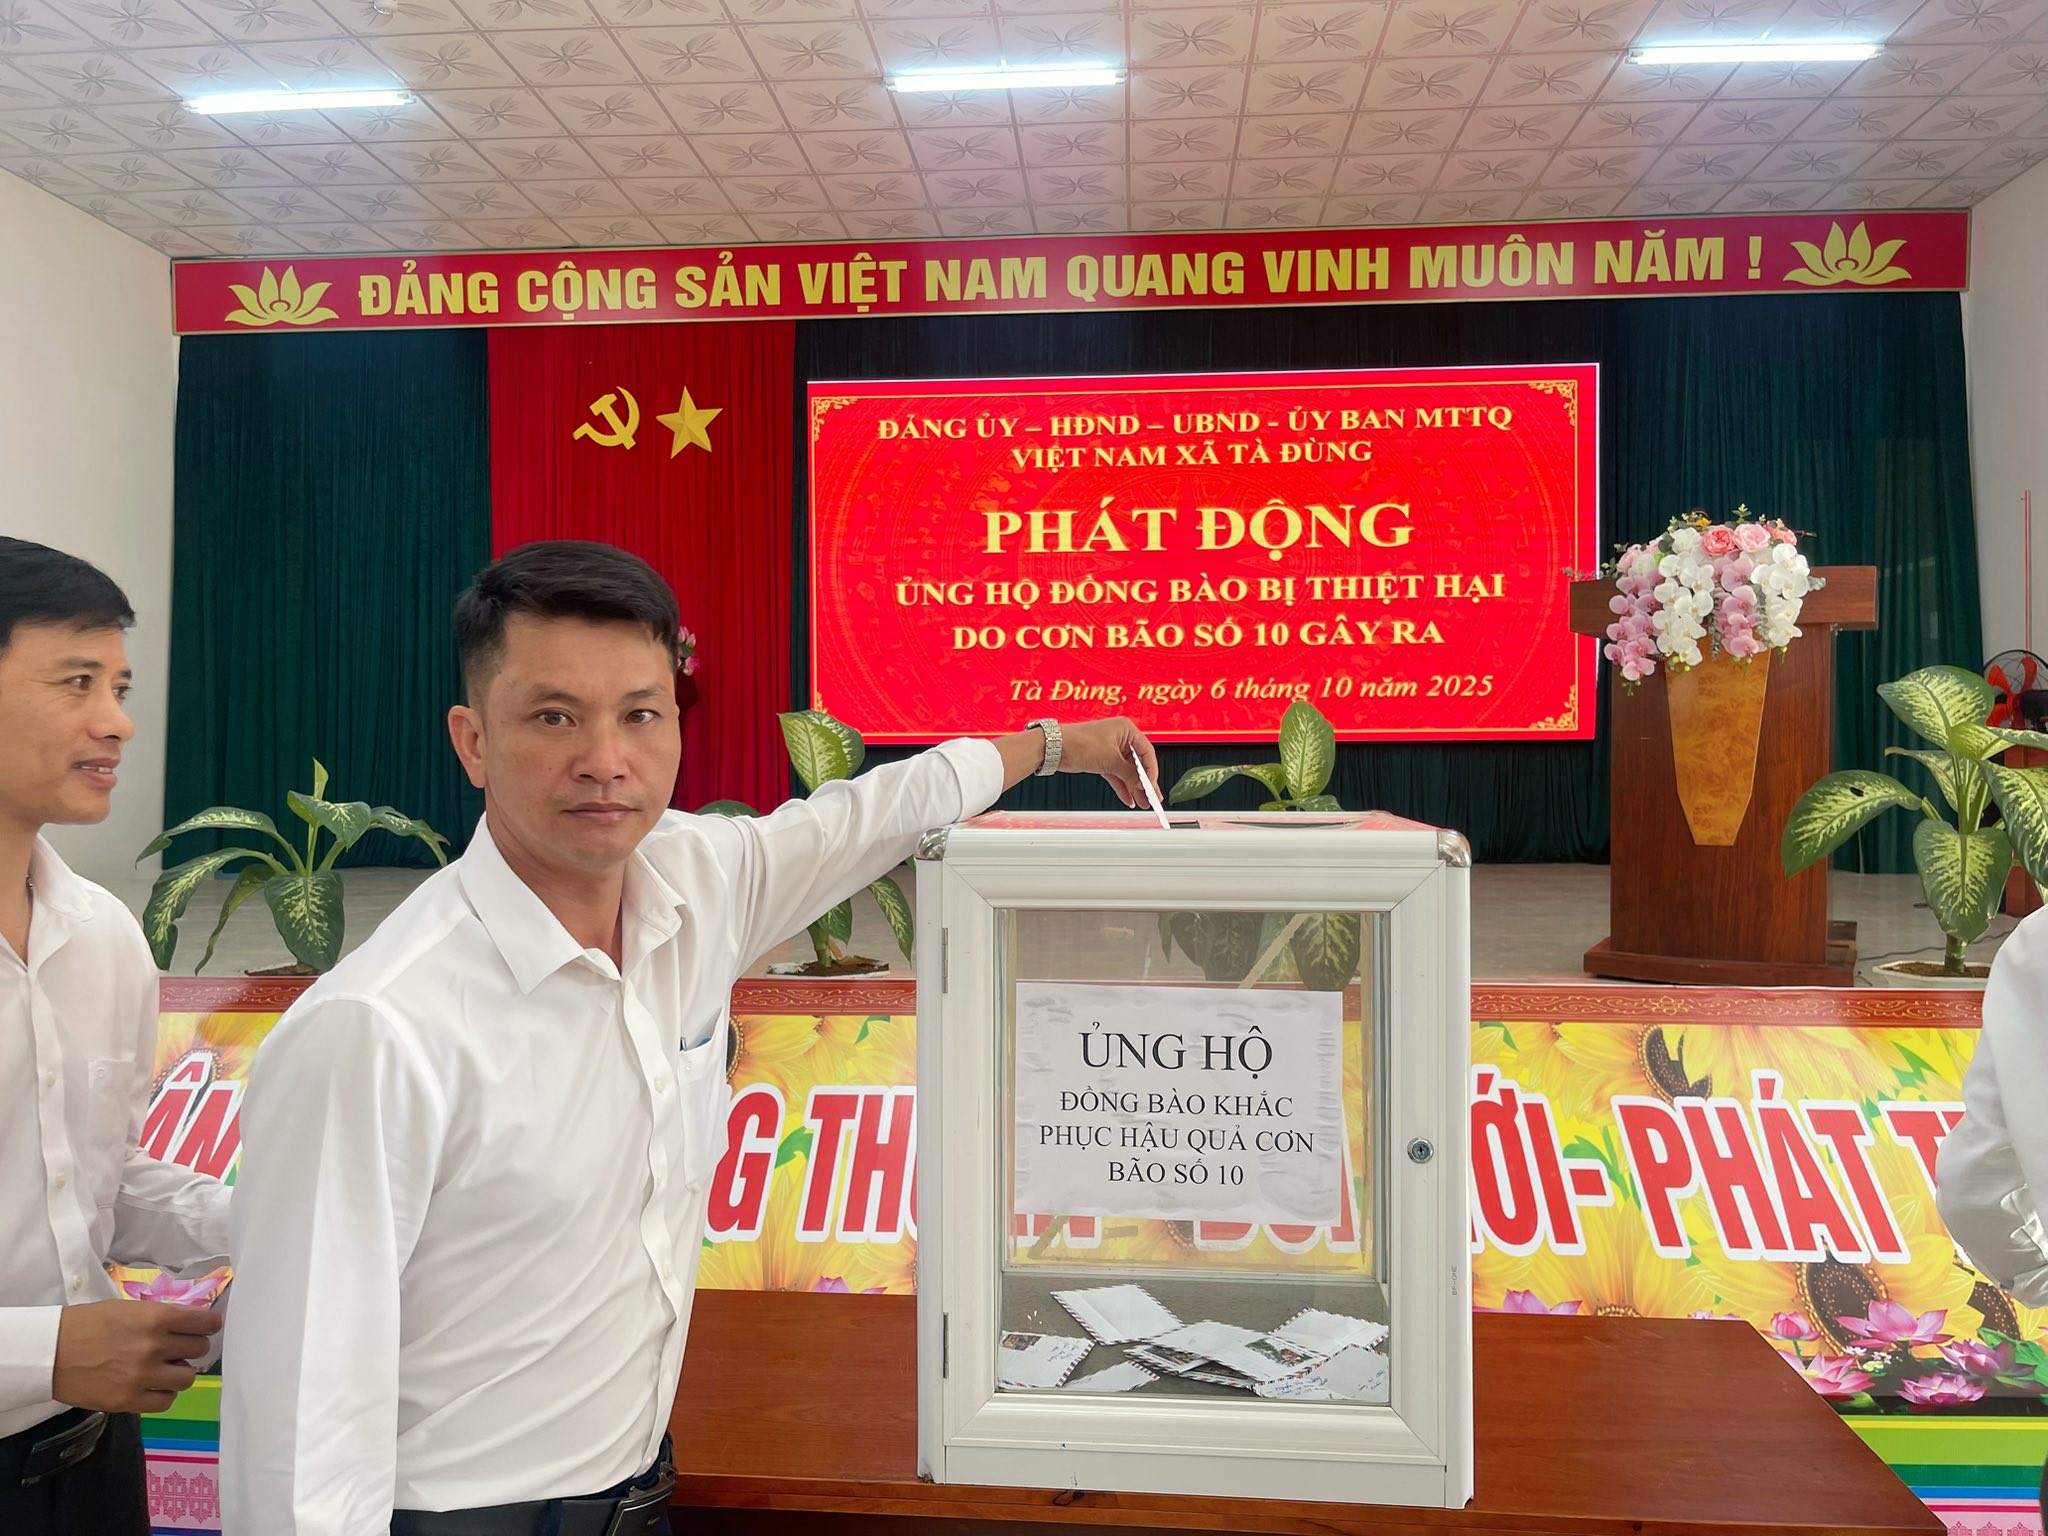 ĐẢNG CỘNG SẢN VIỆT NAM QUANG VINH MUÔN NĂM !
ĐẢNG ỦY – HĐND – UBND - ỦY BAN MTTQ
VIỆT NAM XÃ TÀ ĐÙNG
PHÁT ĐỘNG
ỦNG HỘ ĐỒNG BÀO BỊ THIỆT HẠI
DO CƠN BÃO SỐ 10 GÂY RA
Tà Đùng, ngày 6 tháng 10 năm 2025
ỦNG HỘ
ĐỒNG BÀO KHẮC
PHỤC HẬU QUẢ CƠN
BÃO SỐ 10
PHÁT